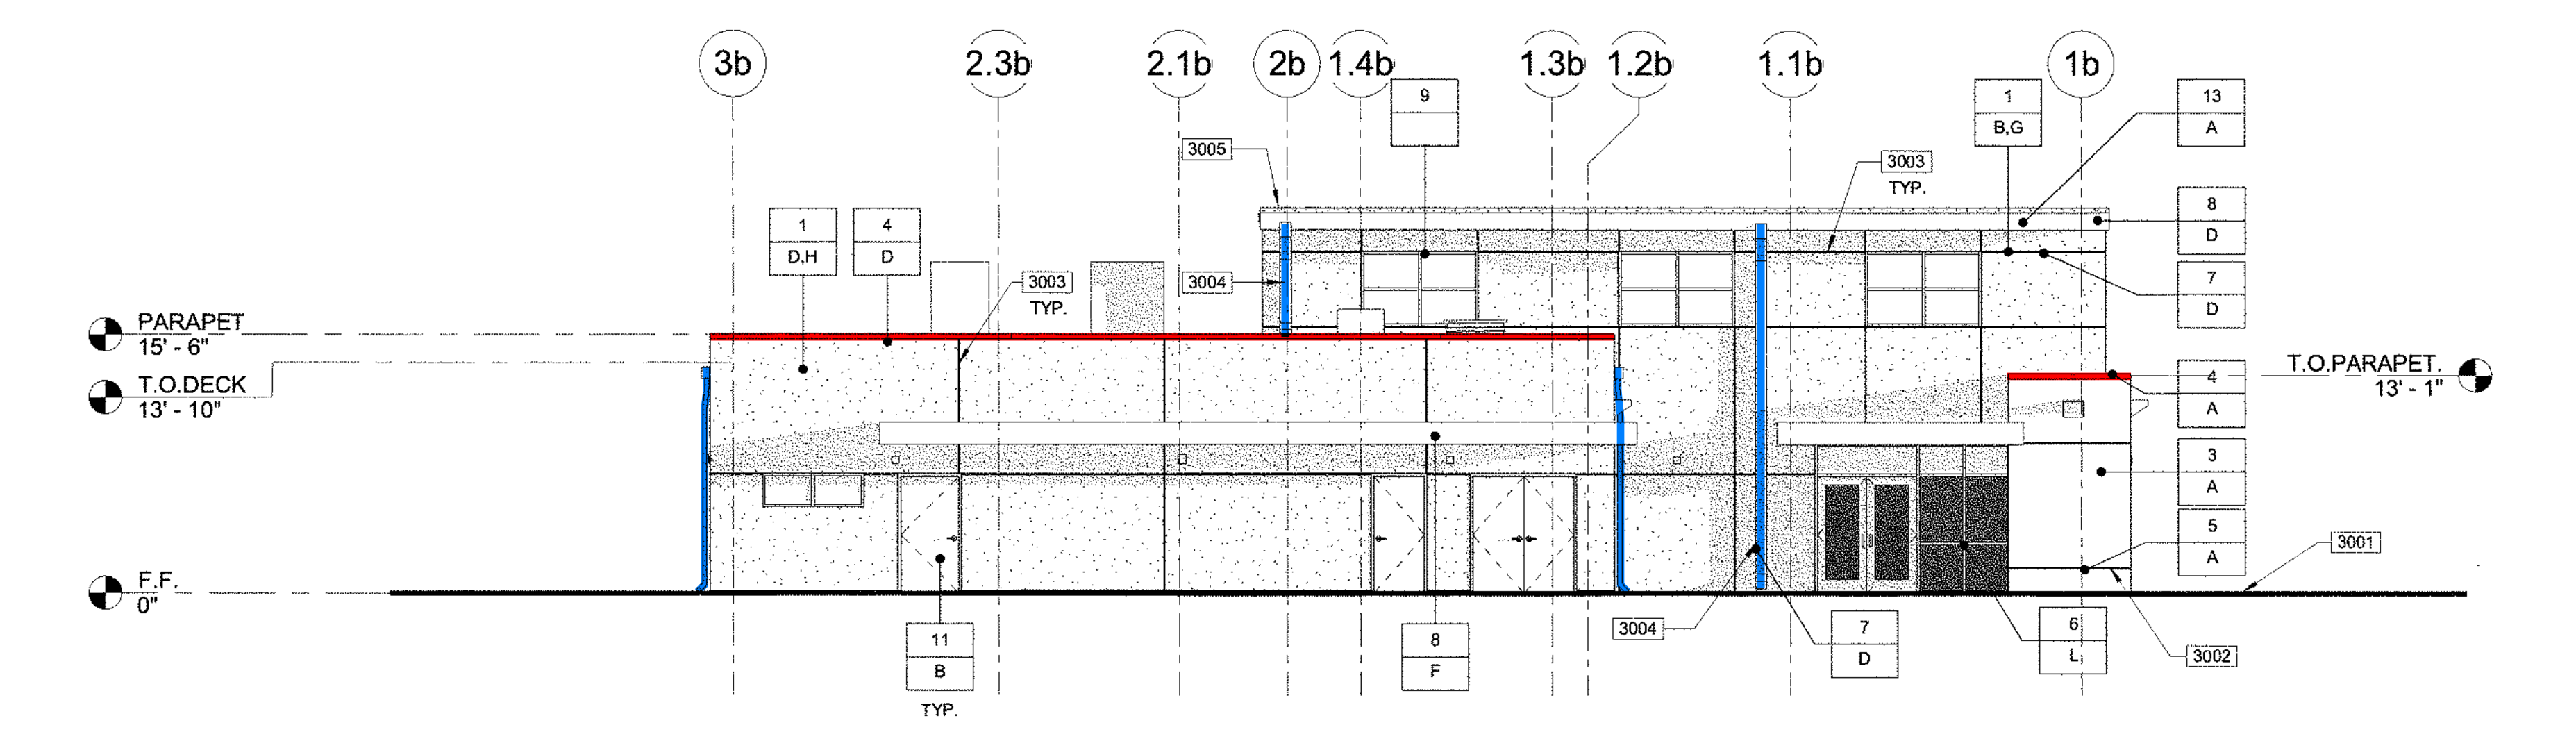 3b
2.3b
2.1b
2b
1.4b
1.3b
1.2b
1.1b
1b
9
1
B,G
13
A
3005
3003
TYP.
8
D
1
D,H
4
D
3003
TYP.
3004
7
D
PARAPET
15' - 6"
T.O.DECK
13' - 10"
T.O.PARAPET.
13' - 1"
4
A
3
A
5
A
3001
F.F.
0"
11
B
TYP.
8
F
3004
7
D
6
L
3002